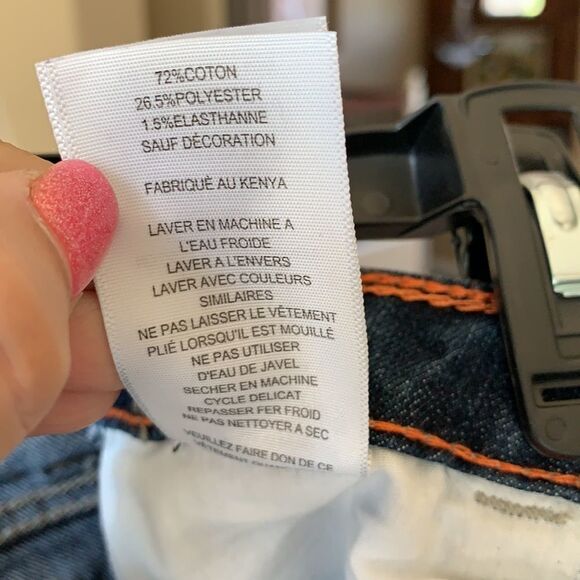 72%COTON
26.5%POLYESTER
1.5%ELASTHANNE
SAUF DÉCORATION
FABRIQUÈ AU KENYA
LAVER EN MACHINE A
L'EAU FROIDE
LAVER A L'ENVERS
LAVER AVEC COULEURS
SIMILAIRES
NE PAS LAISSER LE VÊTEMENT
PLIÉ LORSQU'IL EST MOUILLÉ
NE PAS UTILISER
D'EAU DE JAVEL
SECHER EN MACHINE
CYCLE DELICAT
REPASSER FER FROID
NE PAS NETTOYER A SEC
VEUILLEZ FAIRE DON DE CE
VÊTEMENT